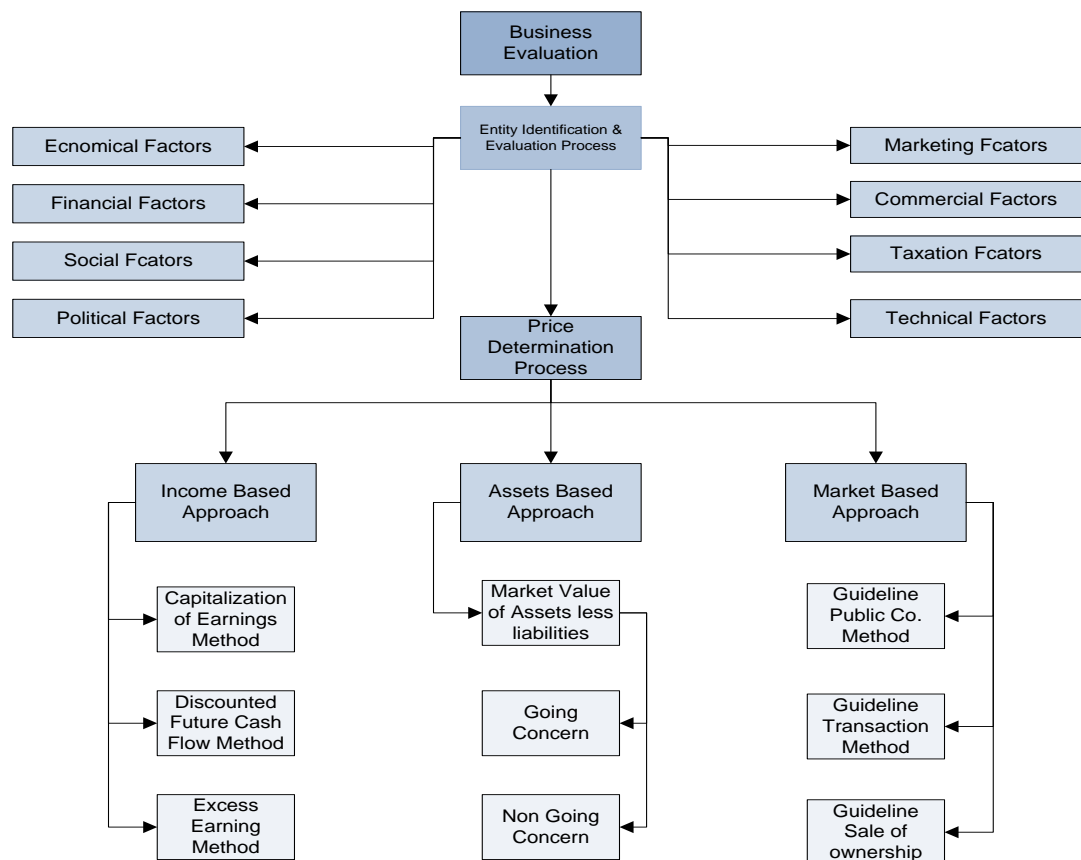 Business
Evaluation
Entity Identification &
Evaluation Process
Ecnomical Factors
Financial Factors
Social Fcators
Political Factors
Marketing Fcators
Commercial Factors
Taxation Fcators
Technical Factors
Price
Determination
Process
Income Based
Approach
Assets Based
Approach
Market Based
Approach
Capitalization
of Earnings
Method
Discounted
Future Cash
Flow Method
Excess
Earning
Method
Market Value
of Assets less
liabilities
Going
Concern
Non Going
Concern
Guideline
Public Co.
Method
Guideline
Transaction
Method
Guideline
Sale of
ownership